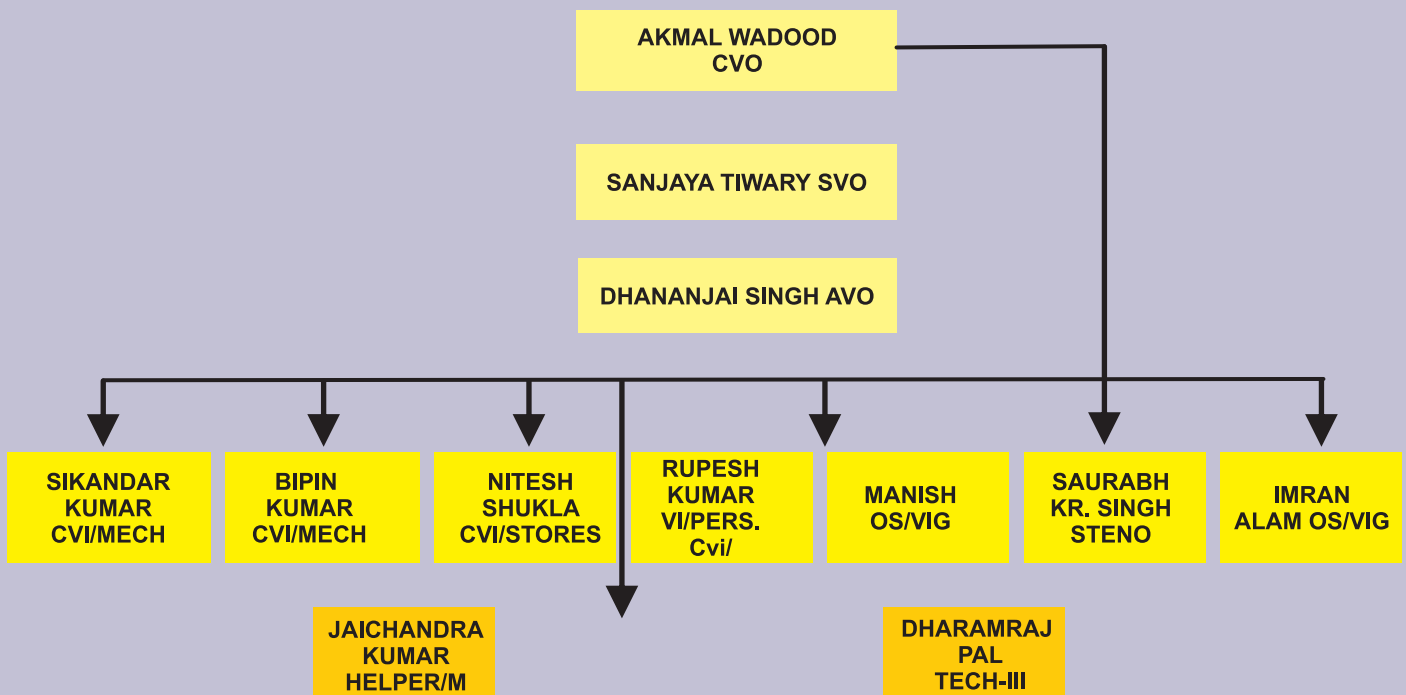 AKMAL WADOOD
CVO
SANJAYA TIWARY SVO
DHANANJAI SINGH AVO
SIKANDAR
KUMAR
CVI/MECH
BIPIN
KUMAR
CVI/MECH
NITESH
SHUKLA
CVI/STORES
RUPESH
KUMAR
VI/PERS.
Cvi/
MANISH
OS/VIG
SAURABH
KR. SINGH
STENO
IMRAN
ALAM OS/VIG
JAICHANDRA
KUMAR
HELPER/M
DHARAMRAJ
PAL
TECH-III